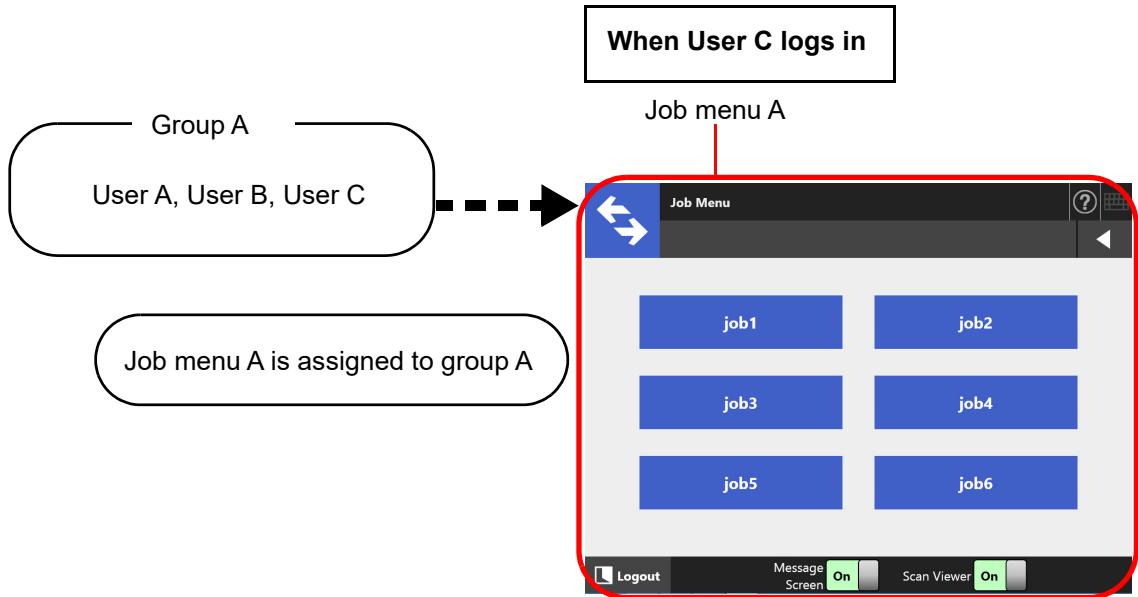 When User C logs in
Job menu A
Group A
User A, User B, User C
Job menu A is assigned to group A
Job Menu
?
job1
job2
job3
job4
job5
job6
Logout
Message
Screen
On
Scan Viewer
On